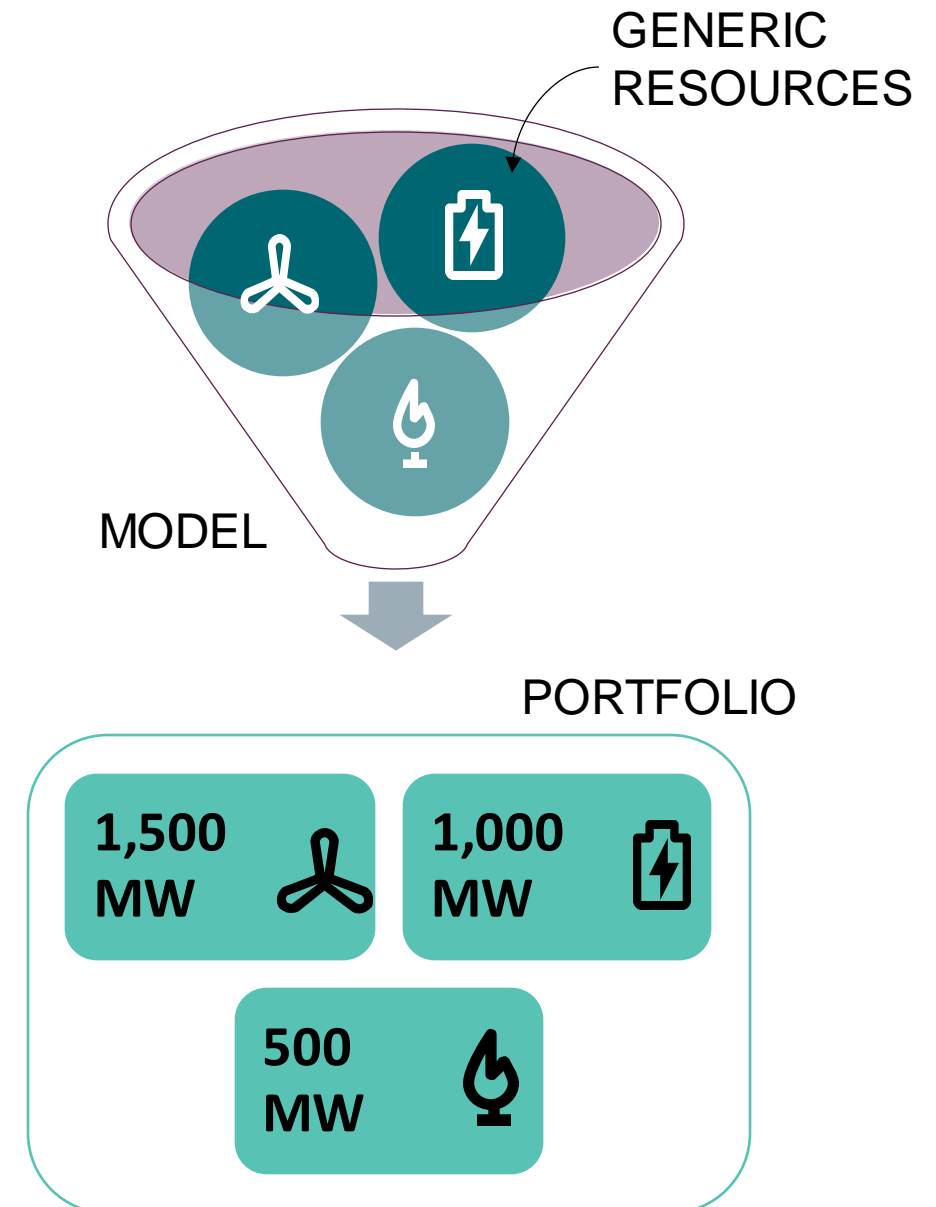 GENERIC
RESOURCES
MODEL
PORTFOLIO
1,500
MW
1,000
MW
500
MW